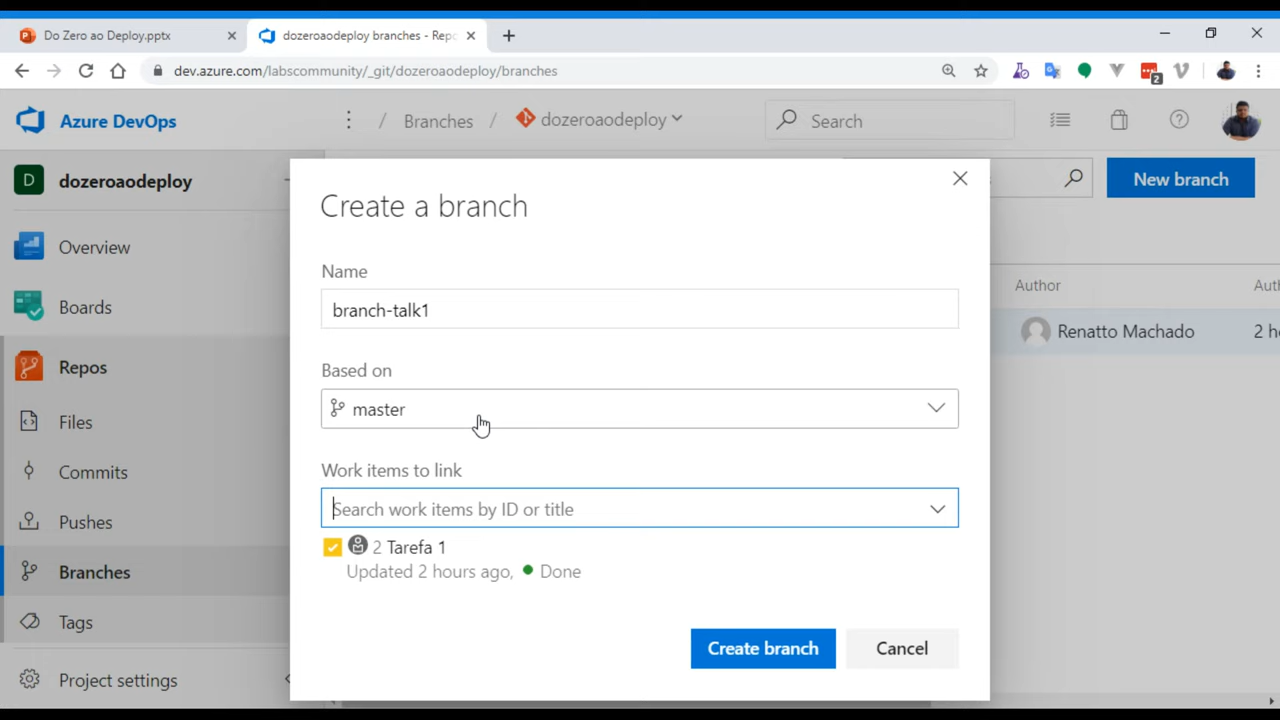 Do Zero ao Deploy.pptx
dozeroaodeploy branches - Repo
dev.azure.com/labscommunity/_git/dozeroaodeploy/branches
2
Azure DevOps
/ Branches / dozeroaodeploy
Search
D dozeroaodeploy
New branch
Overview
Boards
Repos
Files
Commits
Pushes
Branches
Tags
Project settings
Create a branch
Name
branch-talk1
Based on
master
Work items to link
Search work items by ID or title
2 Tarefa 1
Updated 2 hours ago, Done
Create branch
Cancel
Author
Renatto Machado
2 h